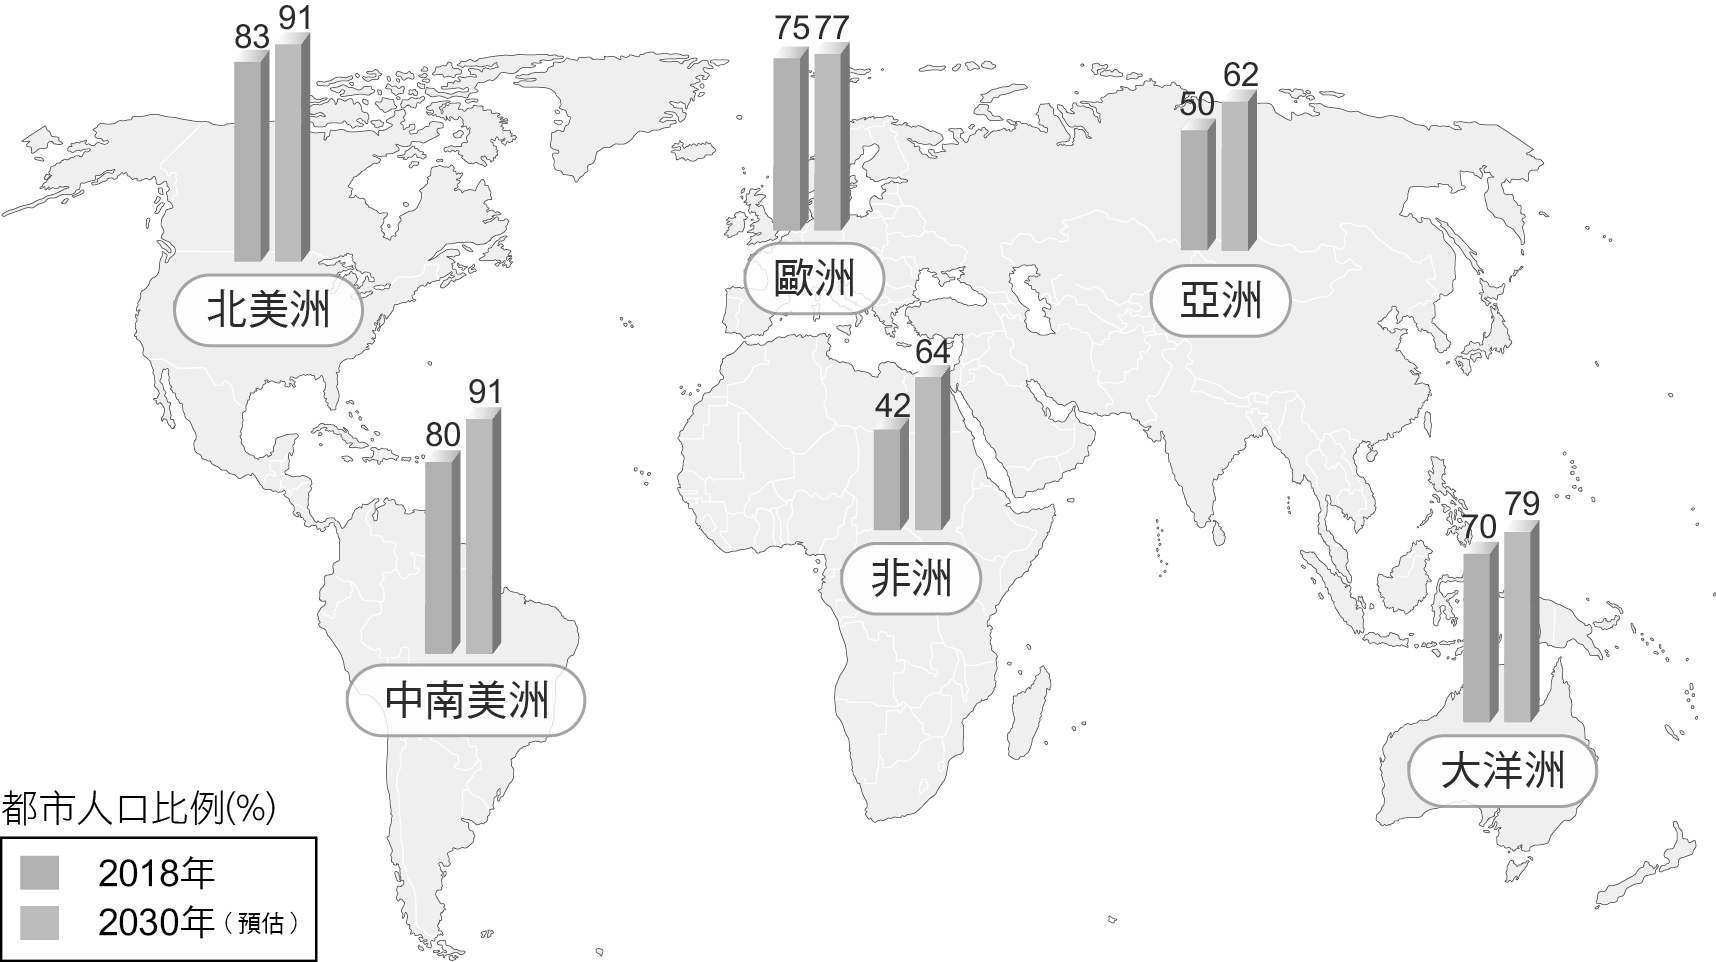 83 91
北美洲
75 77
歐洲
50 62
亞洲
42 64
非洲
80 91
中南美洲
70 79
大洋洲
都市人口比例(%)
2018年
2030年（預估）